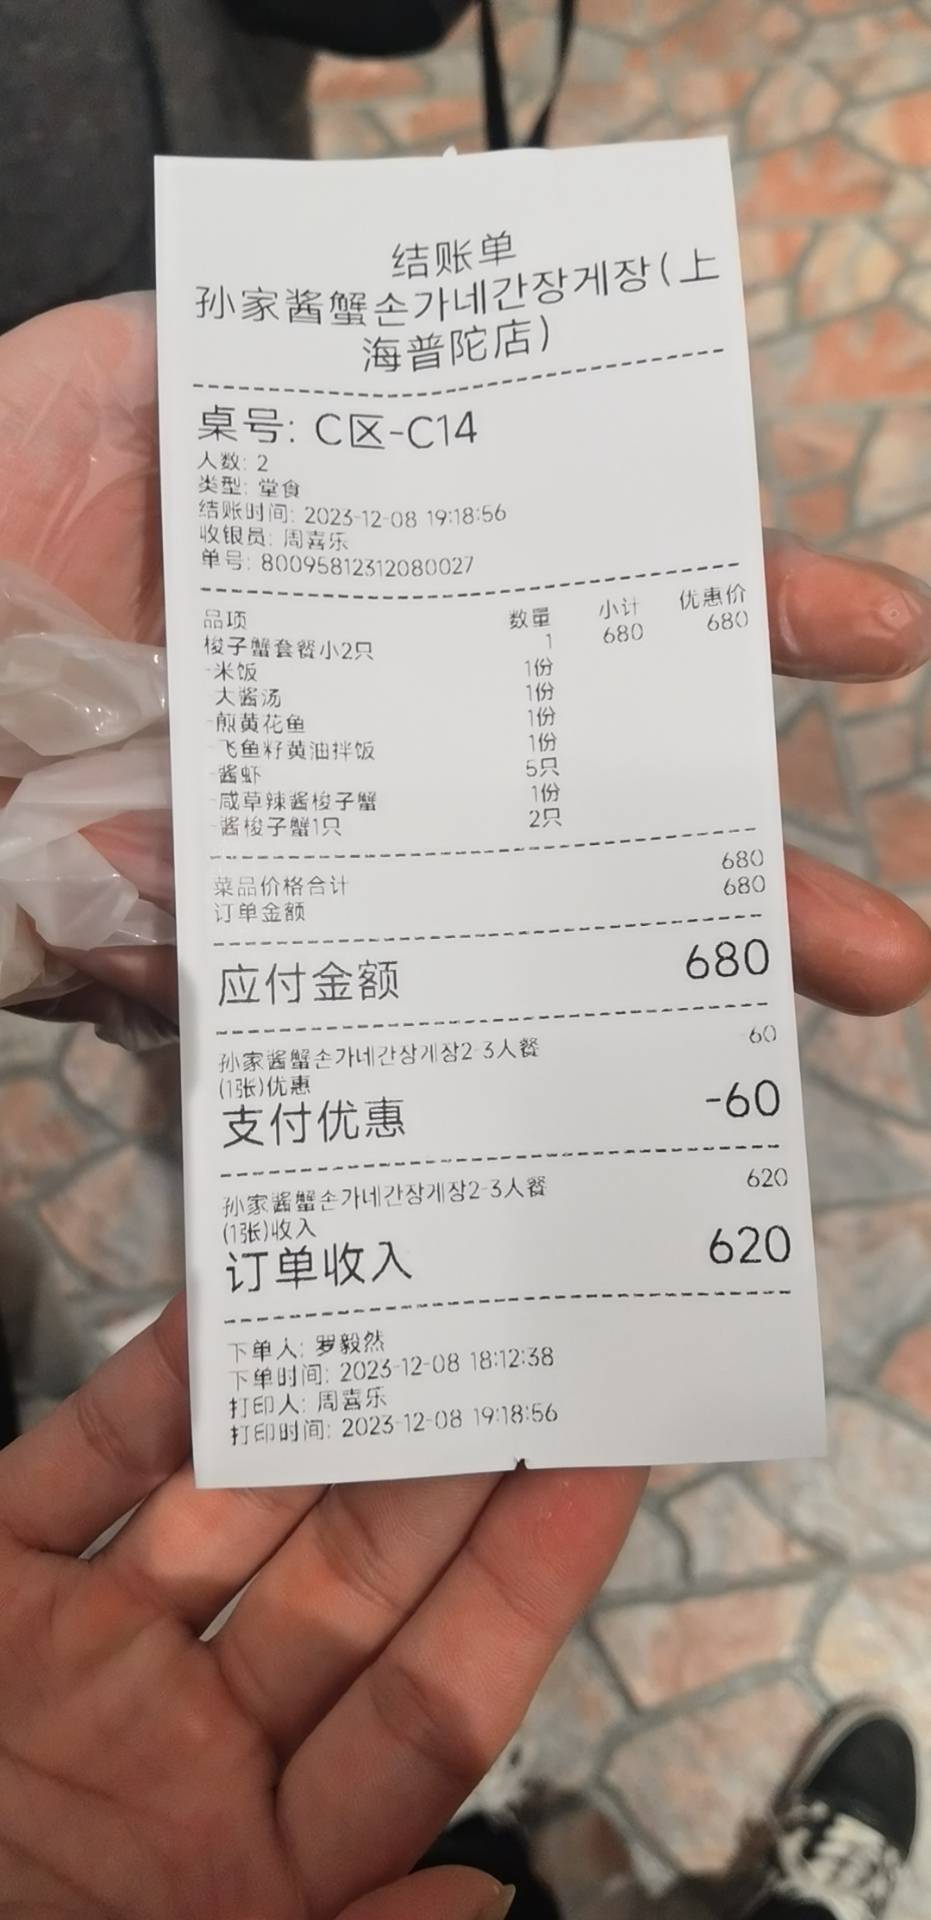 结账单
孙家酱蟹손가네간장게장(上
海普陀店)
桌号: C区-C14
人数: 2
类型: 堂食
结账时间: 2023-12-08 19:18:56
收银员: 周喜乐
单号: 80095812312080027
品项 数量 小计 优惠价
梭子蟹套餐小2只 1 680 680
-米饭 1份
-大酱汤 1份
-煎黄花鱼 1份
-飞鱼籽黄油拌饭 1份
-酱虾 5只
-咸草辣酱梭子蟹 1份
-酱梭子蟹1只 2只
菜品价格合计 680
订单金额 680
应付金额 680
孙家酱蟹손가네간장게장2-3人餐 -60
(1张)优惠
支付优惠 -60
孙家酱蟹손가네간장게장2-3人餐 620
(1张)收入
订单收入 620
下单人: 罗毅然
下单时间: 2023-12-08 18:12:38
打印人: 周喜乐
打印时间: 2023-12-08 19:18:56